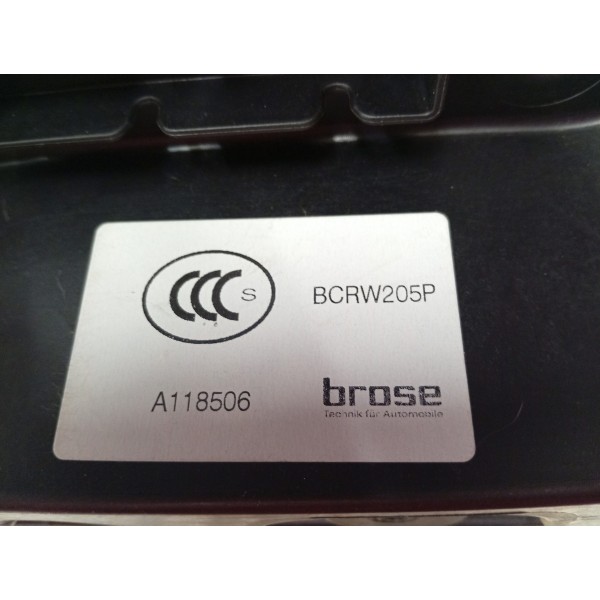 CCC S
BCRW205P
A118506
brose
Technik für Automobile